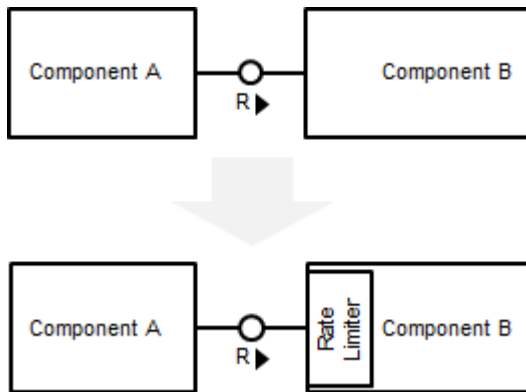 Component A
Component B
R
Component A
Rate
Limiter
Component B
R